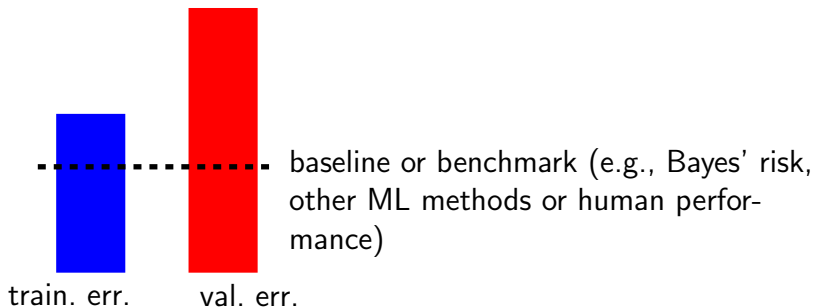 baseline or benchmark (e.g., Bayes' risk,
other ML methods or human perfor-
mance)
train. err.
val. err.